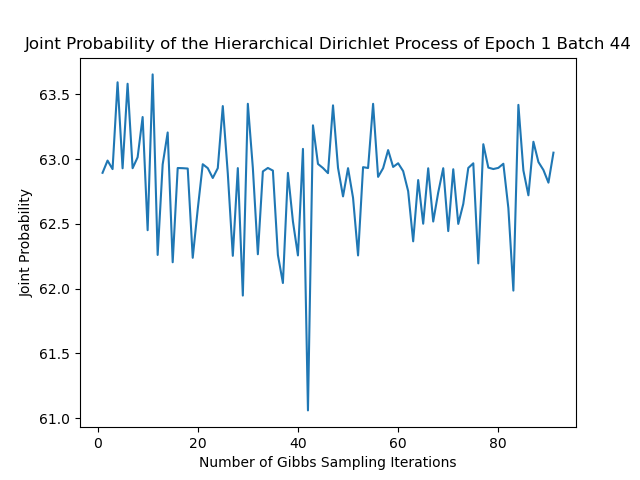 Joint Probability of the Hierarchical Dirichlet Process of Epoch 1 Batch 44
63.5
63.0
62.5
62.0
61.5
61.0
Joint Probability
0 20 40 60 80
Number of Gibbs Sampling Iterations